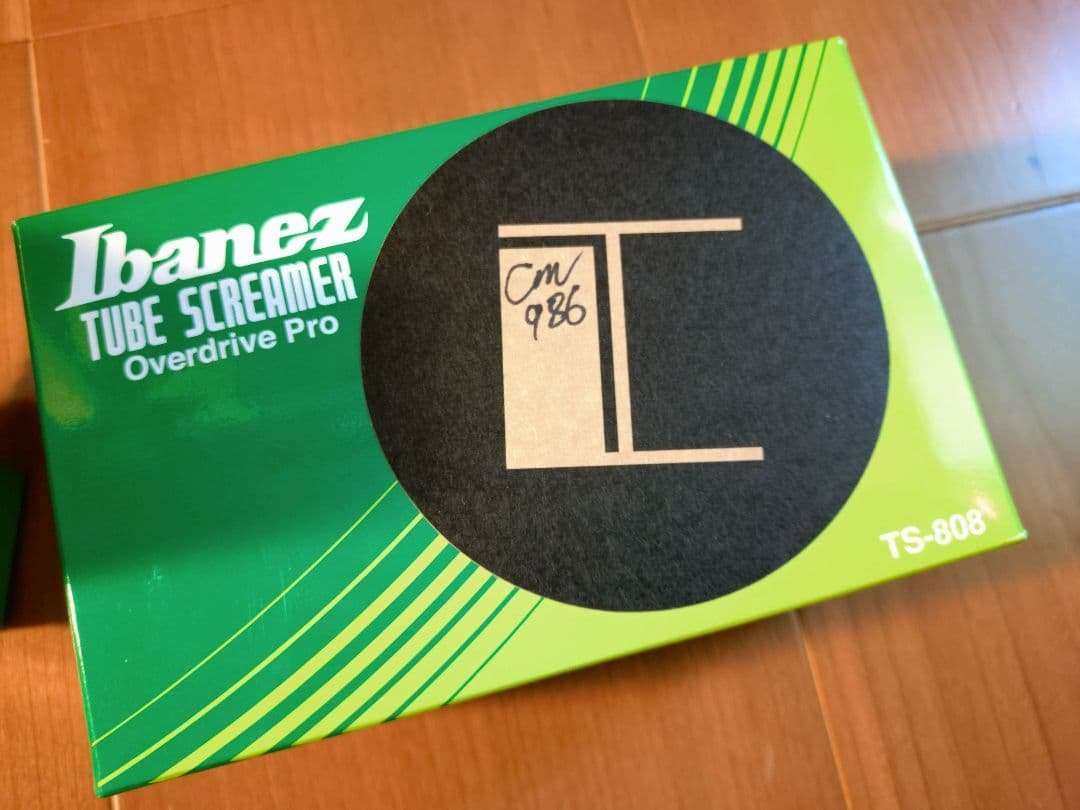 Ibanez
TUBE SCREAMER
Overdrive Pro
cm
986
TS-808